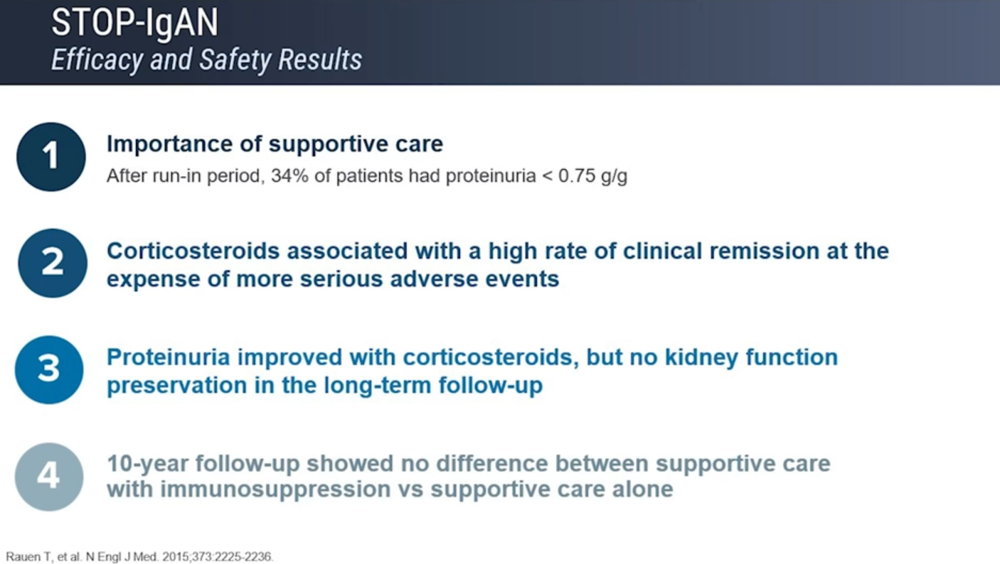 STOP-IgAN
Efficacy and Safety Results
1
Importance of supportive care
After run-in period, 34% of patients had proteinuria < 0.75 g/g
2
Corticosteroids associated with a high rate of clinical remission at the
expense of more serious adverse events
3
Proteinuria improved with corticosteroids, but no kidney function
preservation in the long-term follow-up
4
10-year follow-up showed no difference between supportive care
with immunosuppression vs supportive care alone
Rauen T, et al. N Engl J Med. 2015;373:2225-2236.